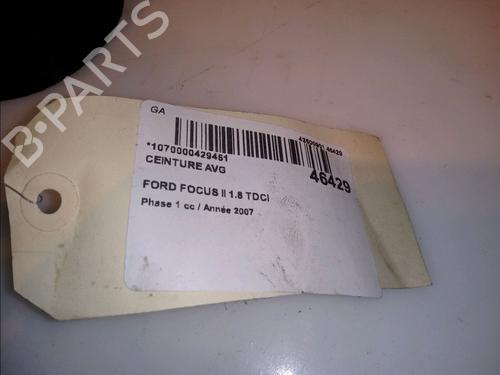 GA
*1070000429461
CEINTURE AVG
46429
FORD FOCUS II 1.8 TDCI
Phase 1 cc / Année 2007
B-PARTS